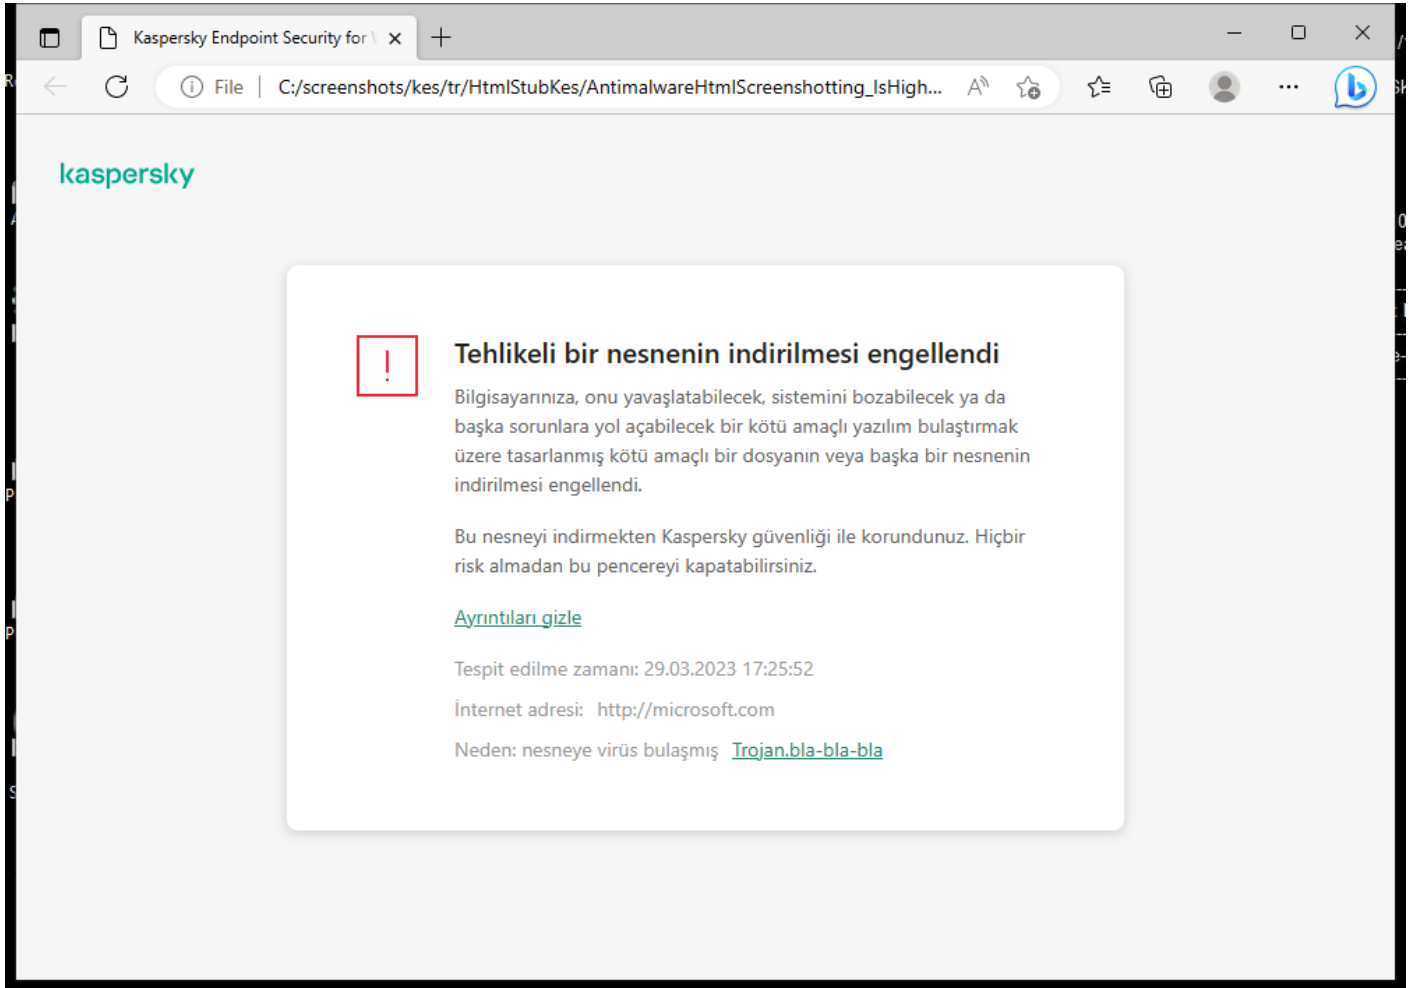 Kaspersky Endpoint Security for
File | C:/screenshots/kes/tr/HtmlStubKes/AntimalwareHtmlScreenshotting_IsHigh...
kaspersky
Tehlikeli bir nesnenin indirilmesi engellendi
Bilgisayarınıza, onu yavaşlatabilecek, sistemini bozabilecek ya da
başka sorunlara yol açabilecek bir kötü amaçlı yazılım bulaştırmak
üzere tasarlanmış kötü amaçlı bir dosyanın veya başka bir nesnenin
indirilmesi engellendi.
Bu nesneyi indirmekten Kaspersky güvenliği ile korundunuz. Hiçbir
risk almadan bu pencereyi kapatabilirsiniz.
Ayrıntıları gizle
Tespit edilme zamanı: 29.03.2023 17:25:52
İnternet adresi: http://microsoft.com
Neden: nesneye virüs bulaşmış Trojan.bla-bla-bla